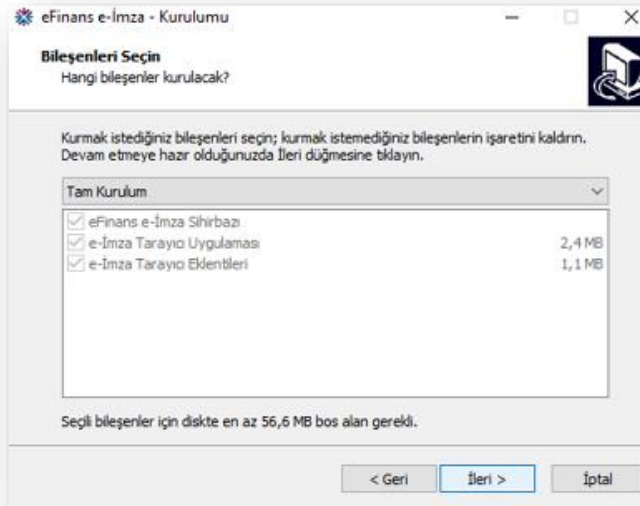 eFinans e-İmza - Kurulumu
Bileşenleri Seçin
Hangi bileşenler kurulacak?
Kurmak istediğiniz bileşenleri seçin; kurmak istemediğiniz bileşenlerin işaretini kaldırın.
Devam etmeye hazır olduğunuzda İleri düğmesine tıklayın.
Tam Kurulum
eFinans e-İmza Sihirbazı
e-İmza Tarayıcı Uygulaması 2,4 MB
e-İmza Tarayıcı Eklentileri 1,1 MB
Seçili bileşenler için diskte en az 56,6 MB bos alan gerekli.
< Geri İleri > İptal